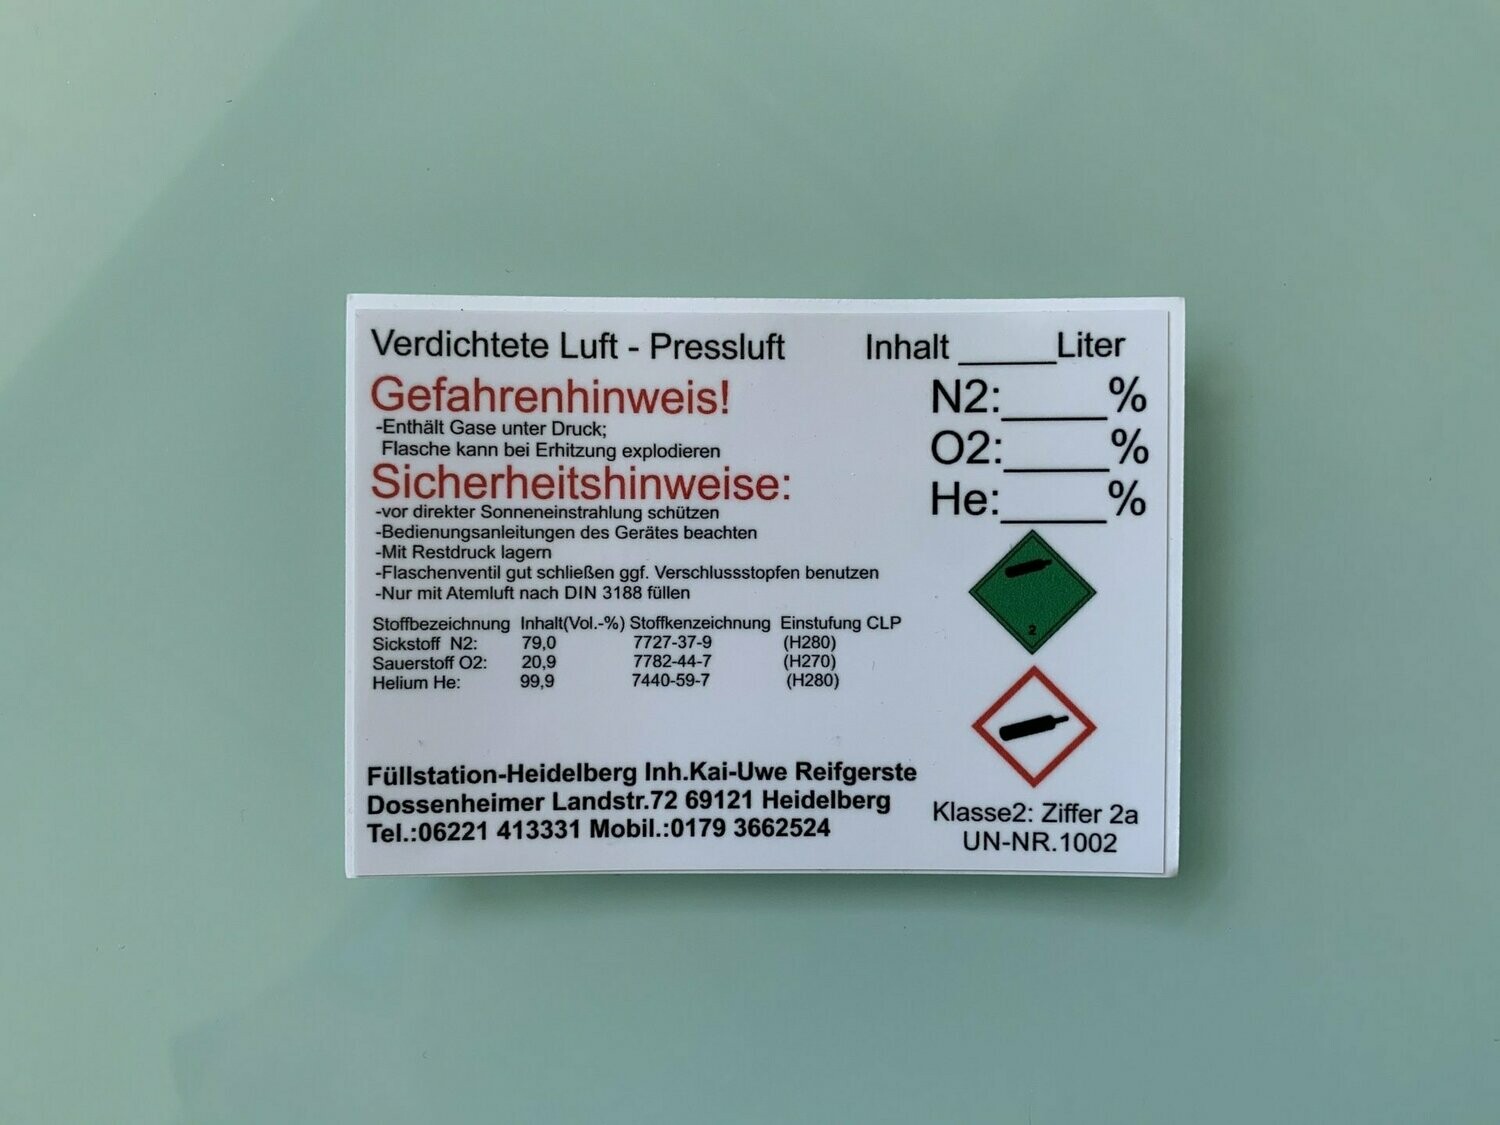 Verdichtete Luft - Pressluft
Inhalt _____Liter
Gefahrenhinweis!
-Enthält Gase unter Druck;
Flasche kann bei Erhitzung explodieren
Sicherheitshinweise:
-vor direkter Sonneneinstrahlung schützen
-Bedienungsanleitungen des Gerätes beachten
-Mit Restdruck lagern
-Flaschenventil gut schließen ggf. Verschlussstopfen benutzen
-Nur mit Atemluft nach DIN 3188 füllen
Stoffbezeichnung Inhalt(Vol.-%) Stoffkenzeichnung Einstufung CLP
Sickstoff N2: 79,0 7727-37-9 (H280)
Sauerstoff O2: 20,9 7782-44-7 (H270)
Helium He: 99,9 7440-59-7 (H280)
Füllstation-Heidelberg Inh.Kai-Uwe Reifgerste
Dossenheimer Landstr.72 69121 Heidelberg
Tel.:06221 413331 Mobil.:0179 3662524
N2:_____%
O2:_____%
He:_____%
2
Klasse2: Ziffer 2a
UN-NR.1002